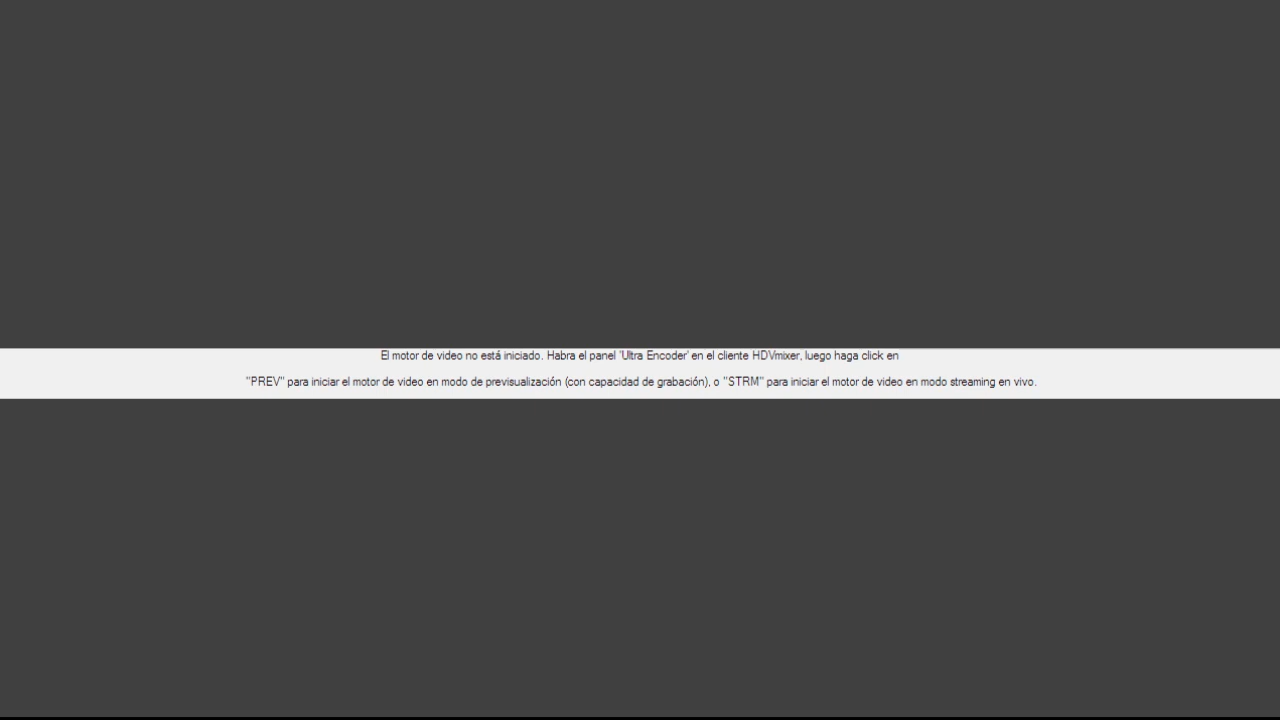 El motor de video no está iniciado. Habra el panel 'Ultra Encoder' en el cliente HDVmixer, luego haga click en
"PREV" para iniciar el motor de video en modo de previsualización (con capacidad de grabación), o "STRM" para iniciar el motor de video en modo streaming en vivo.